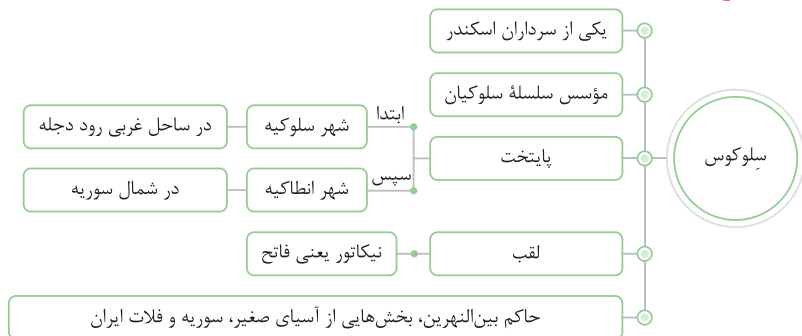 سِلوکوس
یکی از سرداران اسکندر
مؤسس سلسلهٔ سلوکیان
پایتخت
ابتدا
شهر سلوکیه
در ساحل غربی رود دجله
سپس
شهر انطاکیه
در شمال سوریه
لقب
نیکاتور یعنی فاتح
حاکم بین‌النهرین، بخش‌هایی از آسیای صغیر، سوریه و فلات ایران